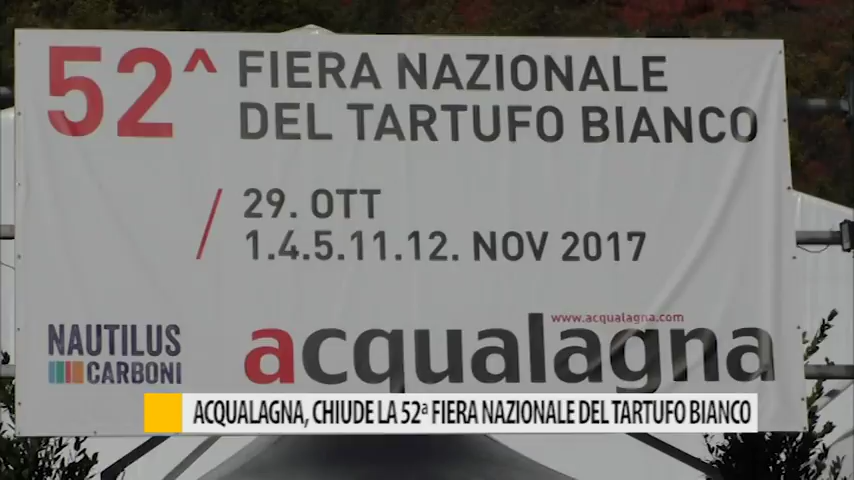 52^ FIERA NAZIONALE
DEL TARTUFO BIANCO
/ 29. OTT
1.4.5.11.12. NOV 2017
www.acqualagna.com
acqualagna
NAUTILUS
CARBONI
ACQUALAGNA, CHIUDE LA 52ª FIERA NAZIONALE DEL TARTUFO BIANCO